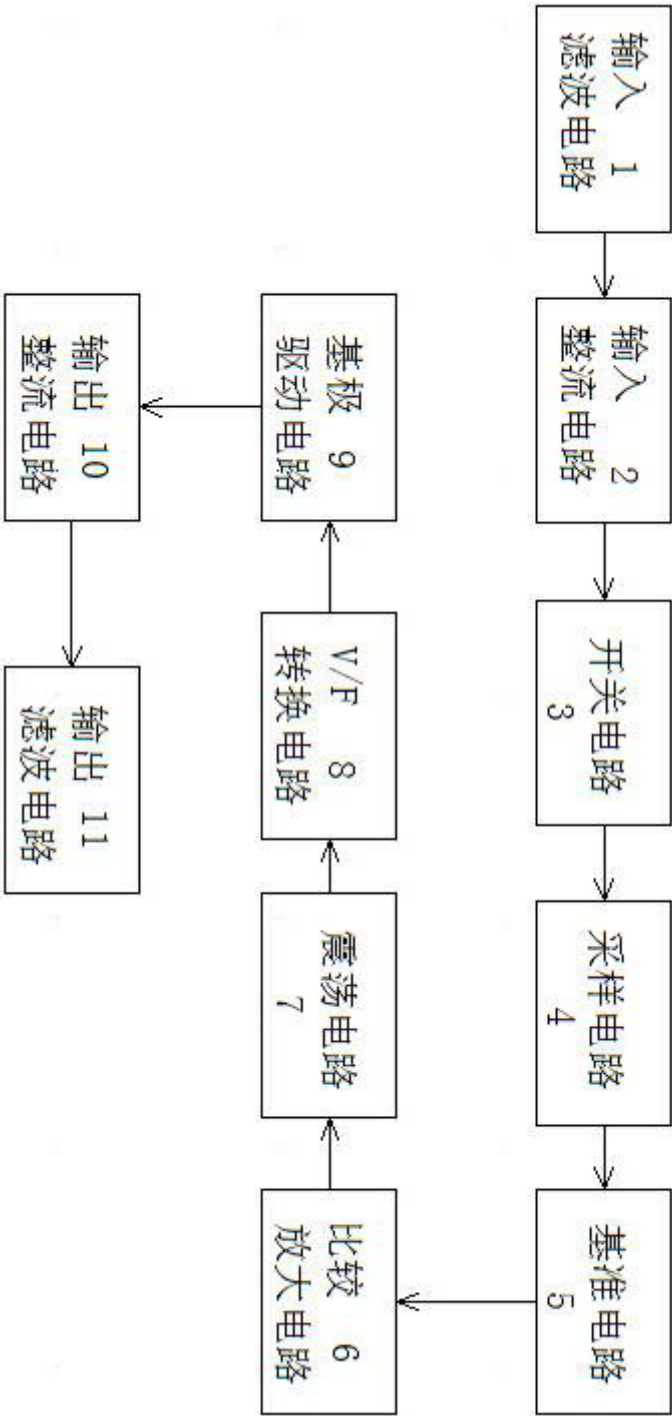 输入 1
滤波电路
输入 2
整流电路
开关电路
3
采样电路
4
基准电路
5
比较 6
放大电路
震荡电路
7
V/F 8
转换电路
基极 9
驱动电路
输出 10
整流电路
输出 11
滤波电路